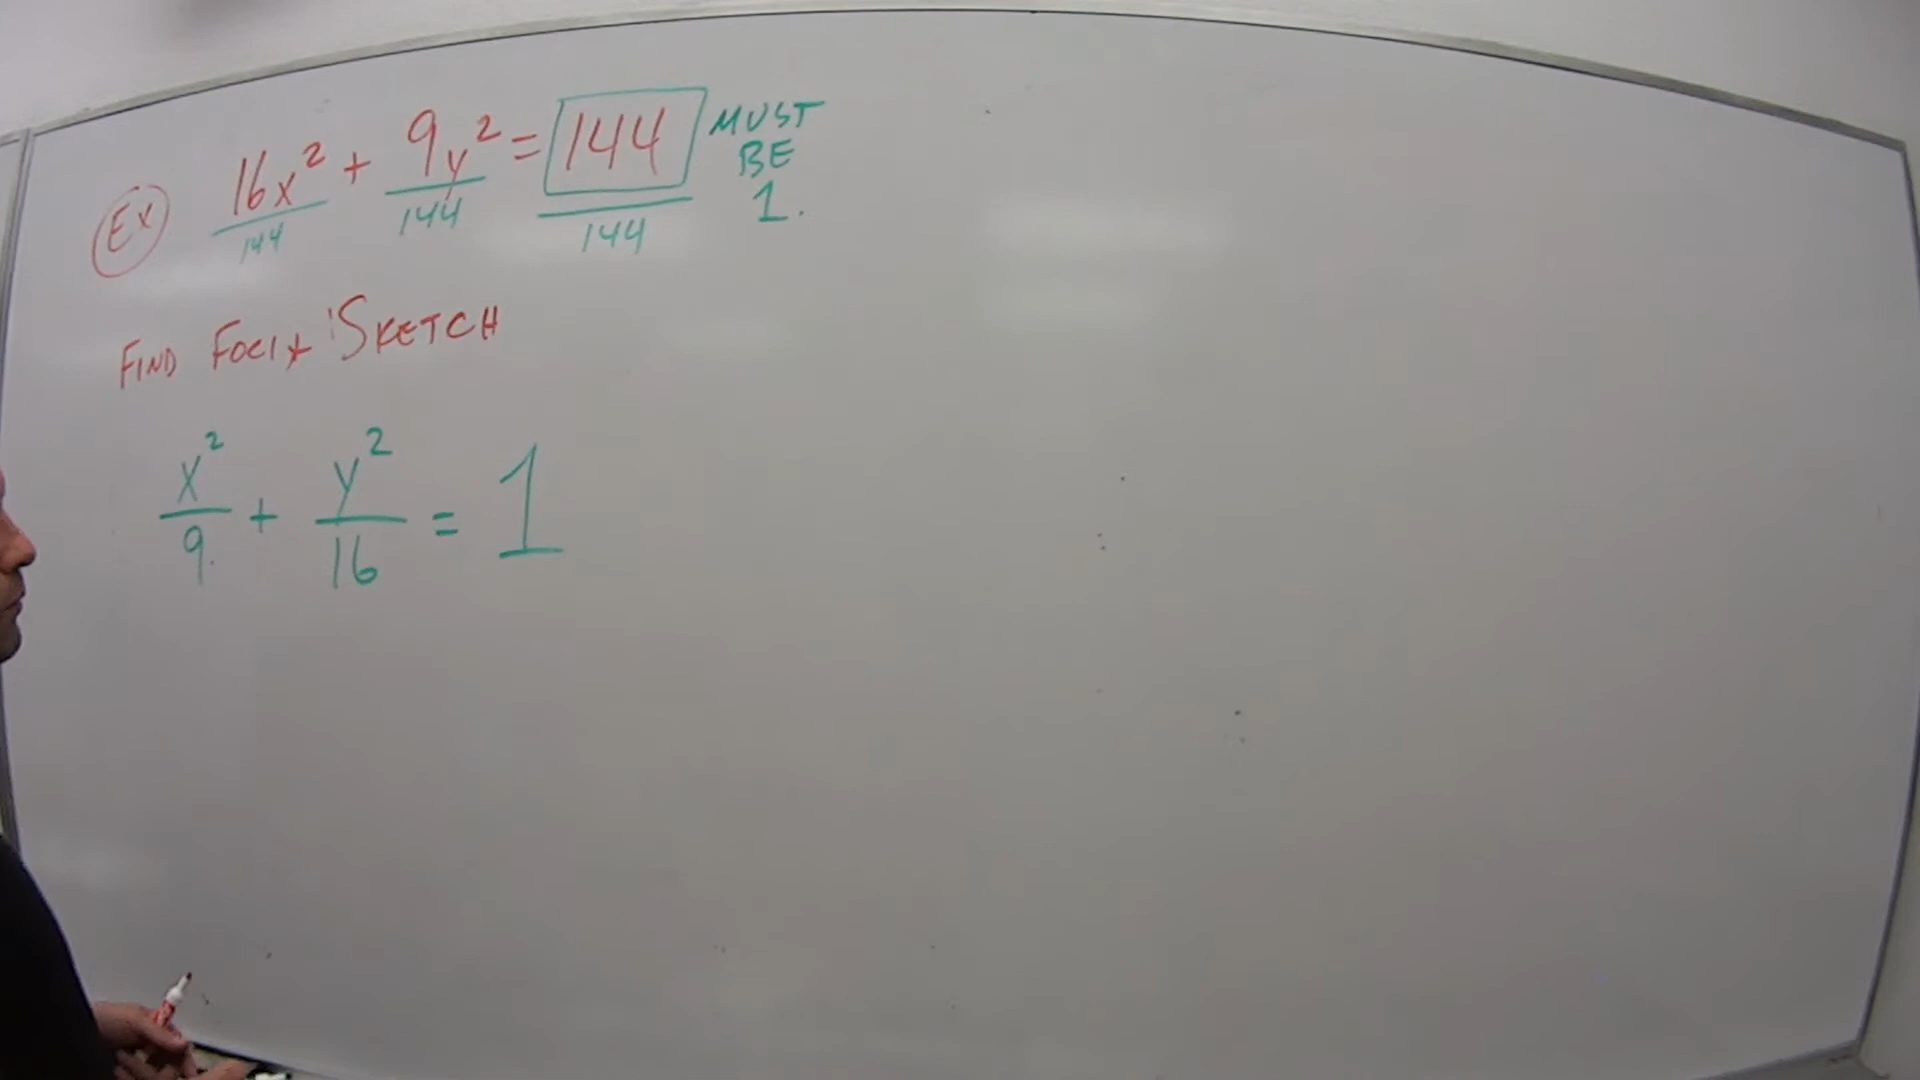 Ex 16x²/144 + 9y²/144 = 144/144 MUST BE 1.
FIND FOCI + SKETCH
x²/9 + y²/16 = 1